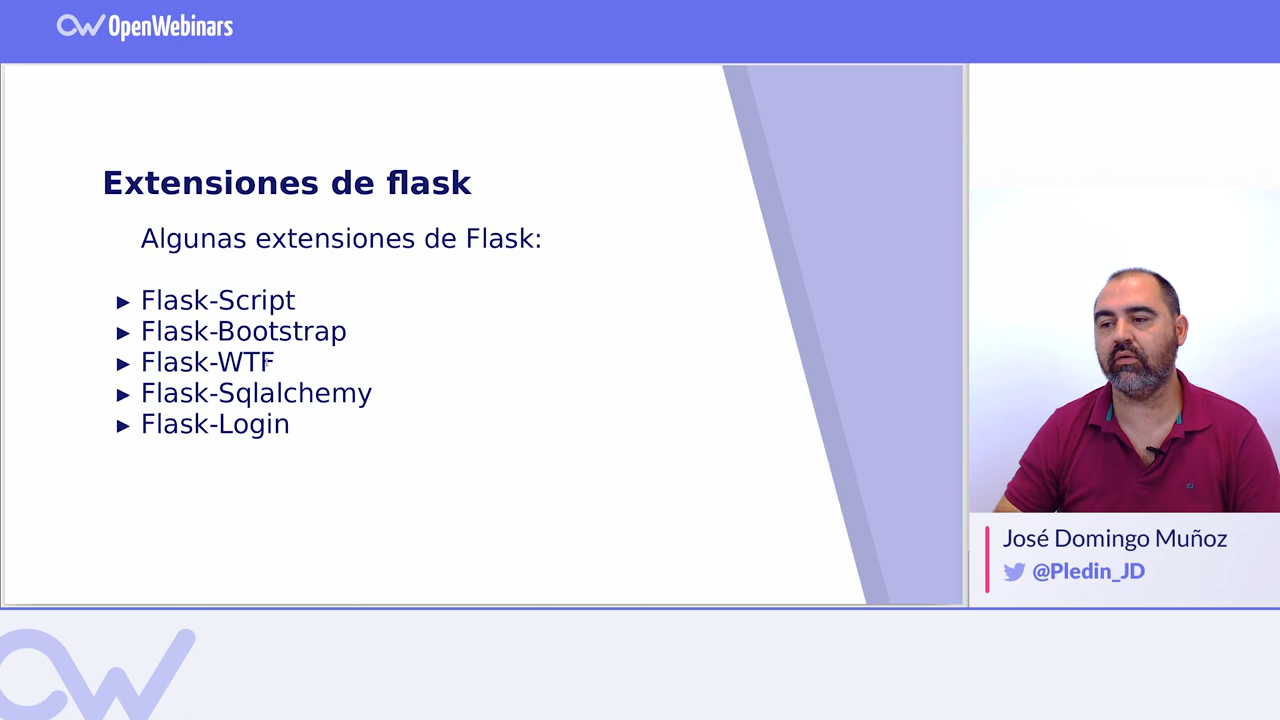 OpenWebinars
Extensiones de flask
Algunas extensiones de Flask:
▸ Flask-Script
▸ Flask-Bootstrap
▸ Flask-WTF
▸ Flask-Sqlalchemy
▸ Flask-Login
José Domingo Muñoz
@Pledin_JD